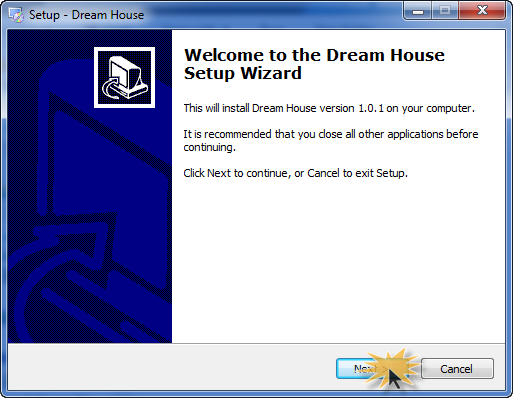 Setup - Dream House
Welcome to the Dream House
Setup Wizard
This will install Dream House version 1.0.1 on your computer.
It is recommended that you close all other applications before
continuing.
Click Next to continue, or Cancel to exit Setup.
Next > Cancel